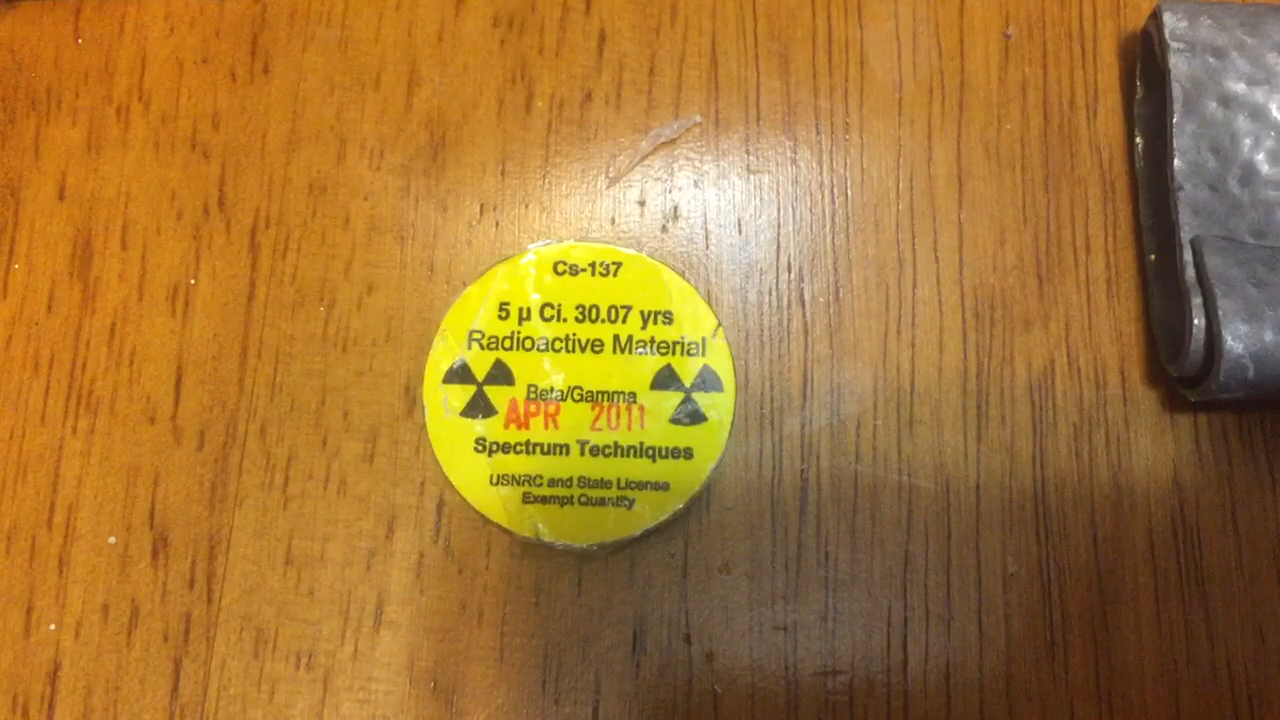 Cs-137
5 µ Ci. 30.07 yrs
Radioactive Material
Beta/Gamma
APR 2011
Spectrum Techniques
USNRC and State License
Exempt Quantity